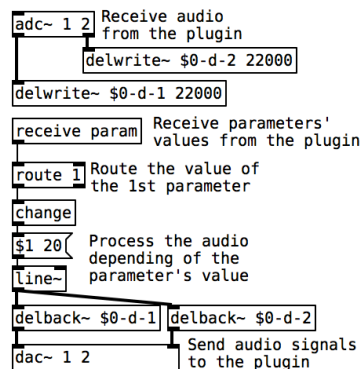 adc~ 1 2
Receive audio
from the plugin
delwrite~ $0-d-2 22000
delwrite~ $0-d-1 22000
receive param
Receive parameters'
values from the plugin
route 1
Route the value of
the 1st parameter
change
$1 20
Process the audio
depending of the
parameter's value
line~
delback~ $0-d-1
delback~ $0-d-2
Send audio signals
to the plugin
dac~ 1 2